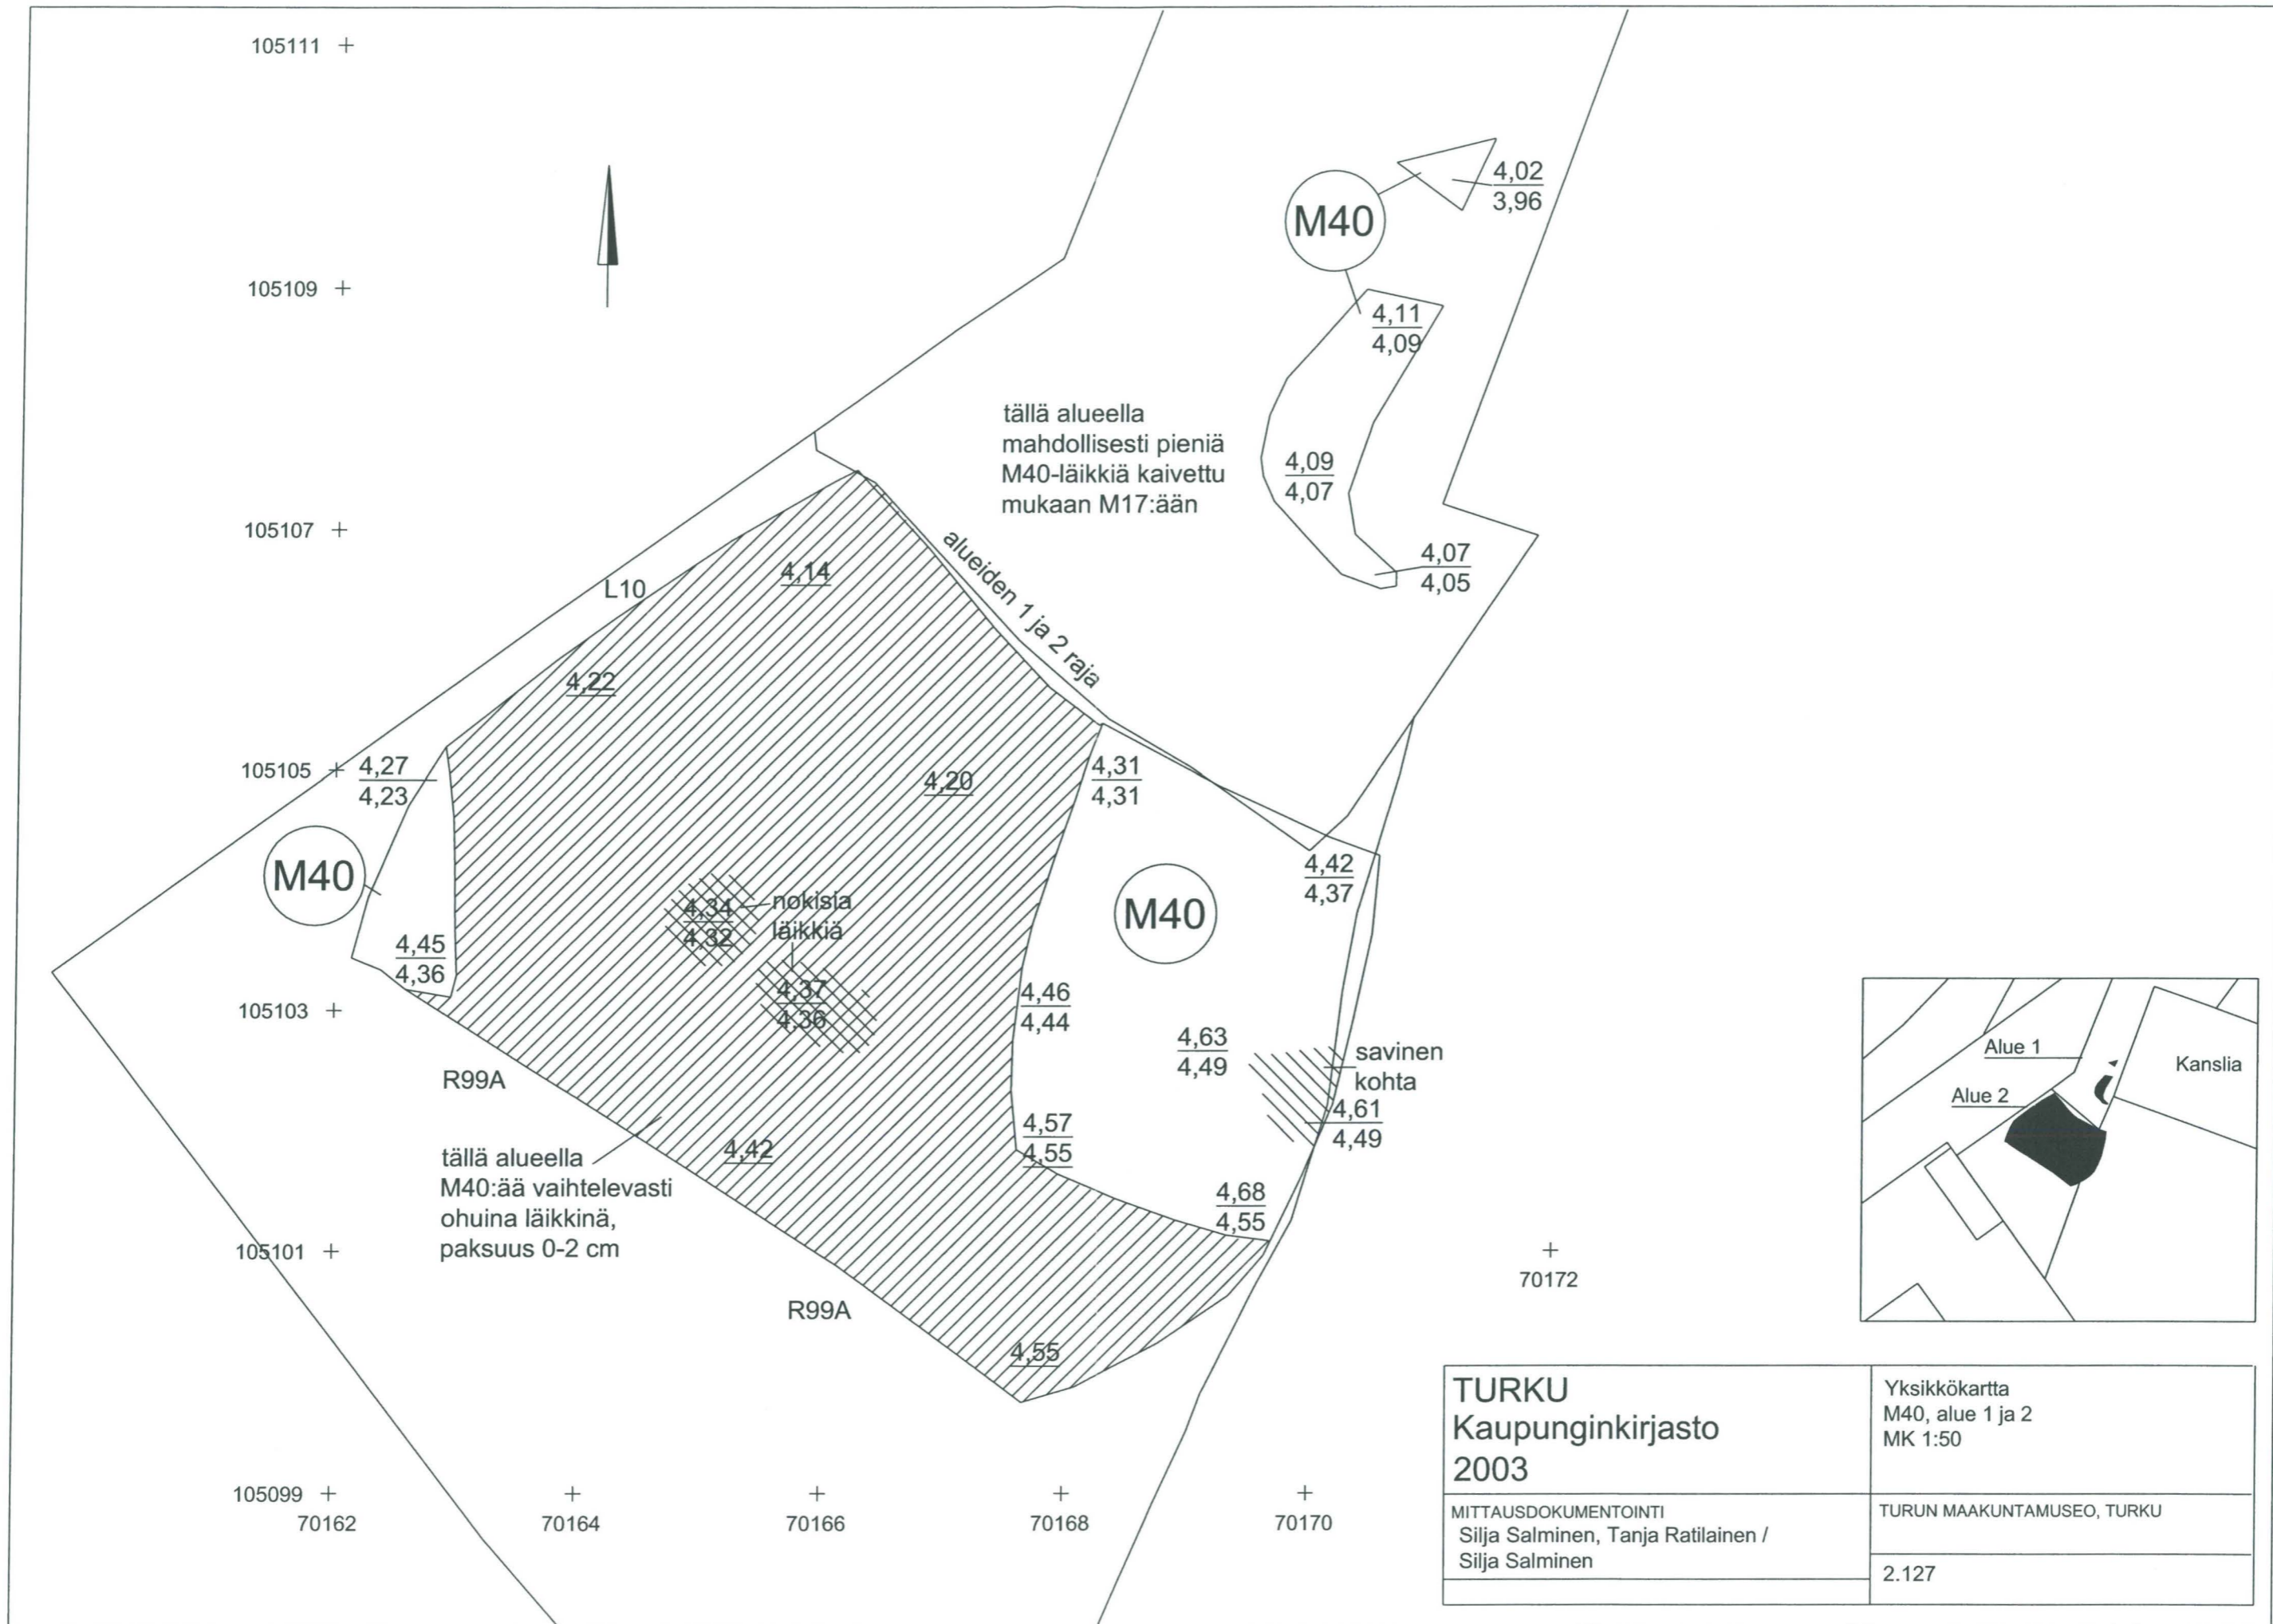 105111
105109
105107
105105
105103
105101
105099
70162
70164
70166
70168
70170
70172
M40
4,02
3,96
4,11
4,09
4,09
4,07
4,07
4,05
tällä alueella
mahdollisesti pieniä
M40-läikkiä kaivettu
mukaan M17:ään
alueiden 1 ja 2 raja
L10
4,14
4,22
4,20
4,27
4,23
M40
4,45
4,36
4,34
4,32
nokisia
läikkiä
4,37
4,36
4,31
4,31
4,42
4,37
M40
4,46
4,44
4,63
4,49
savinen
kohta
4,61
4,49
4,57
4,55
4,68
4,55
R99A
4,42
tällä alueella
M40:ää vaihtelevasti
ohuina läikkinä,
paksuus 0-2 cm
R99A
4,55
Alue 1
Alue 2
Kanslia
TURKU
Kaupunginkirjasto
2003
Yksikkökartta
M40, alue 1 ja 2
MK 1:50
MITTAUSDOKUMENTOINTI
Silja Salminen, Tanja Ratilainen /
Silja Salminen
TURUN MAAKUNTAMUSEO, TURKU
2.127